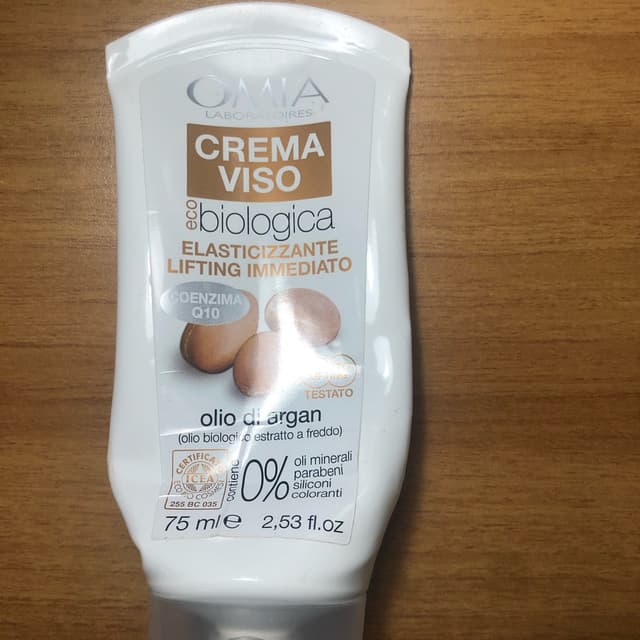 OMIA
LABORATOIRES
CREMA
VISO
eco biologica
ELASTICIZZANTE
LIFTING IMMEDIATO
COENZIMA
Q10
TESTATO
olio di argan
(olio biologico estratto a freddo)
CERTIFICA
ICEA
255 BC 035
contiene 0% oli minerali
parabeni
siliconi
coloranti
75 ml e 2,53 fl.oz